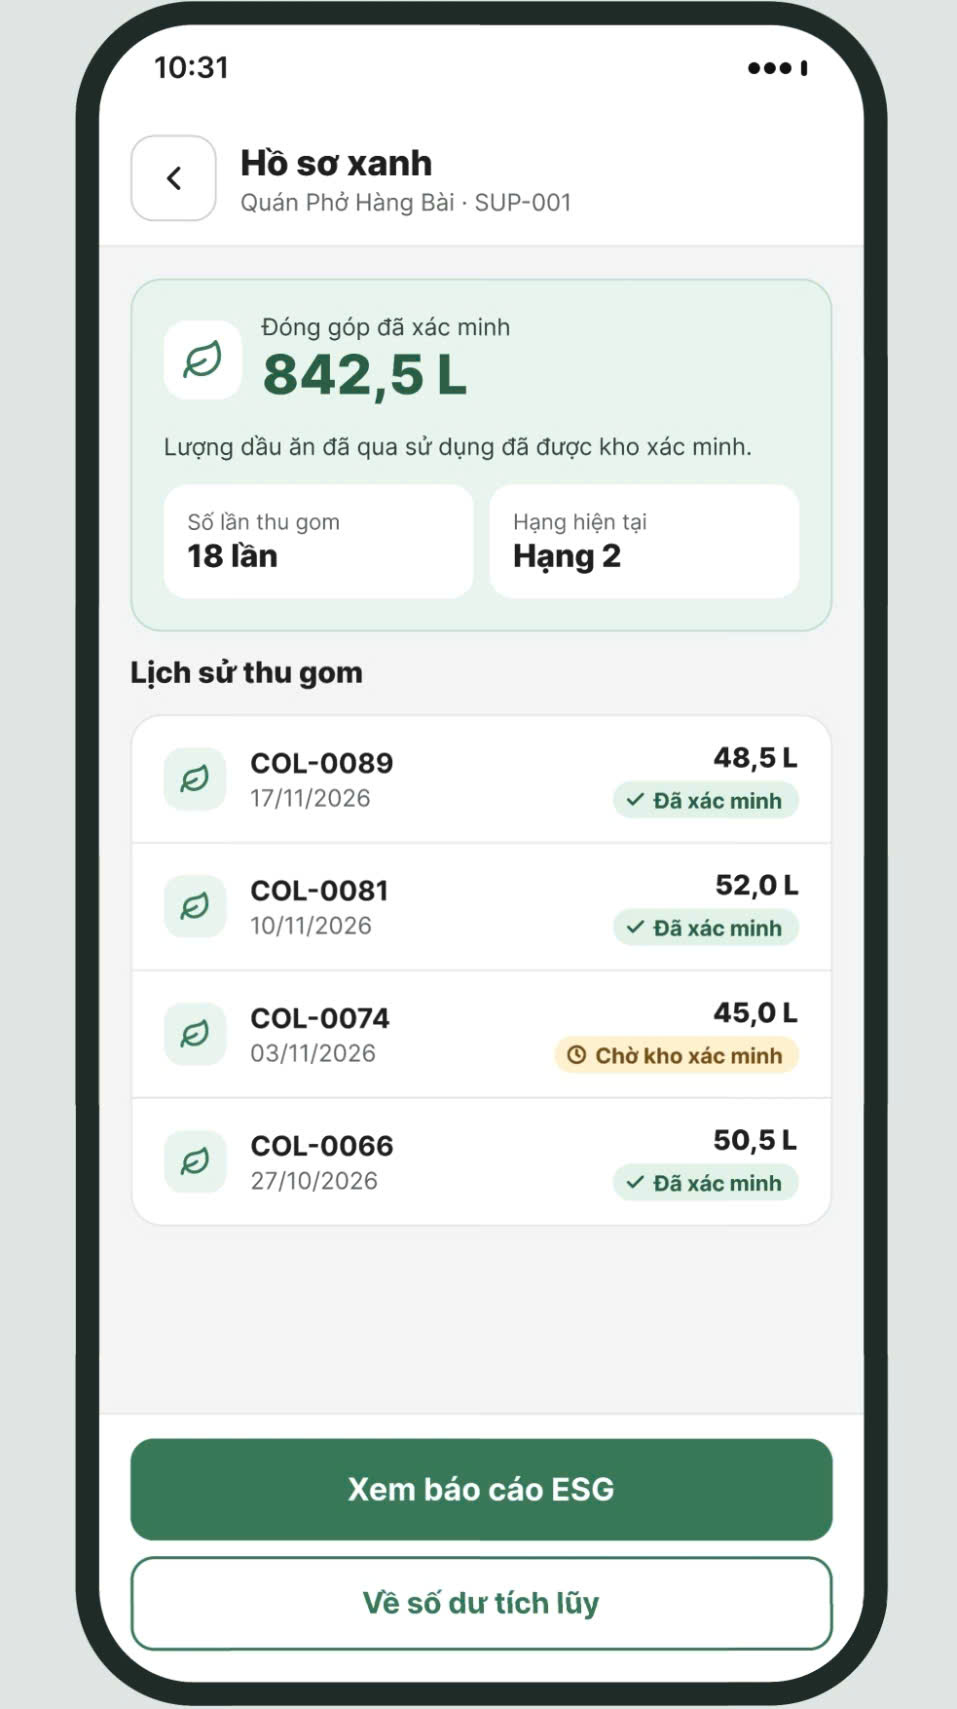 10:31
Hồ sơ xanh
Quán Phở Hàng Bài · SUP-001
Đóng góp đã xác minh
842,5 L
Lượng dầu ăn đã qua sử dụng đã được kho xác minh.
Số lần thu gom
18 lần
Hạng hiện tại
Hạng 2
Lịch sử thu gom
COL-0089
48,5 L
17/11/2026
Đã xác minh
COL-0081
52,0 L
10/11/2026
Đã xác minh
COL-0074
45,0 L
03/11/2026
Chờ kho xác minh
COL-0066
50,5 L
27/10/2026
Đã xác minh
Xem báo cáo ESG
Về số dư tích lũy